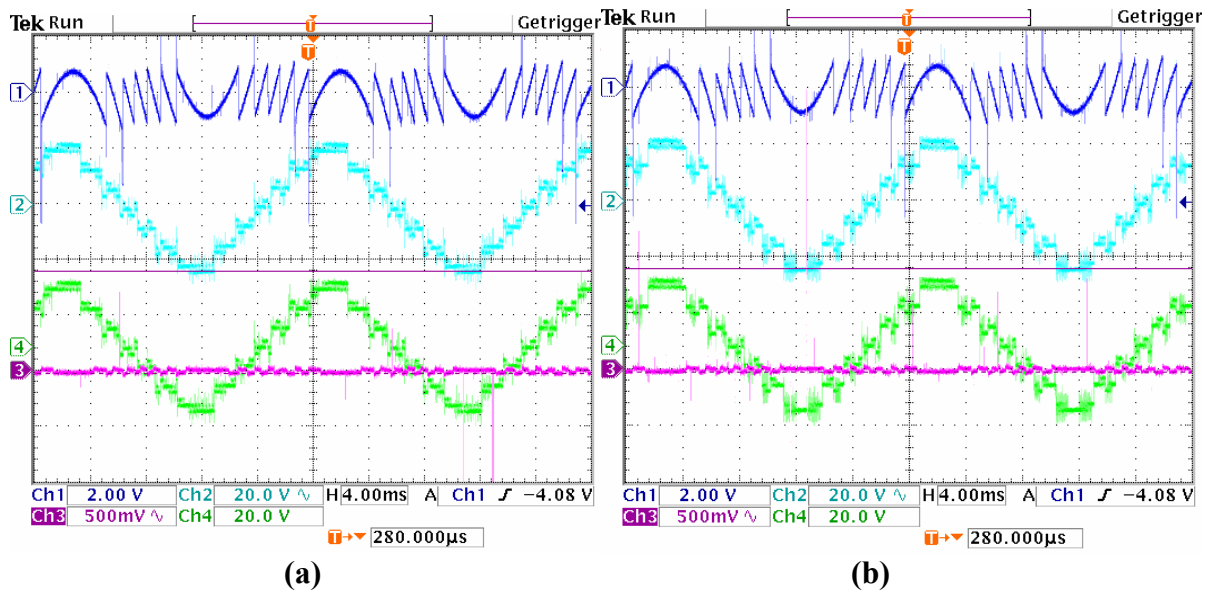 Tek Run T Getrigger
T
1
2
4
3
Ch1 2.00 V Ch2 20.0 V ∿ H 4.00ms A Ch1 ƒ −4.08 V
Ch3 500mV ∿ Ch4 20.0 V
T→▼ 280.000µs
(a)
Tek Run T Getrigger
T
1
2
4
3
Ch1 2.00 V Ch2 20.0 V ∿ H 4.00ms A Ch1 ƒ −4.08 V
Ch3 500mV ∿ Ch4 20.0 V
T→▼ 280.000µs
(b)